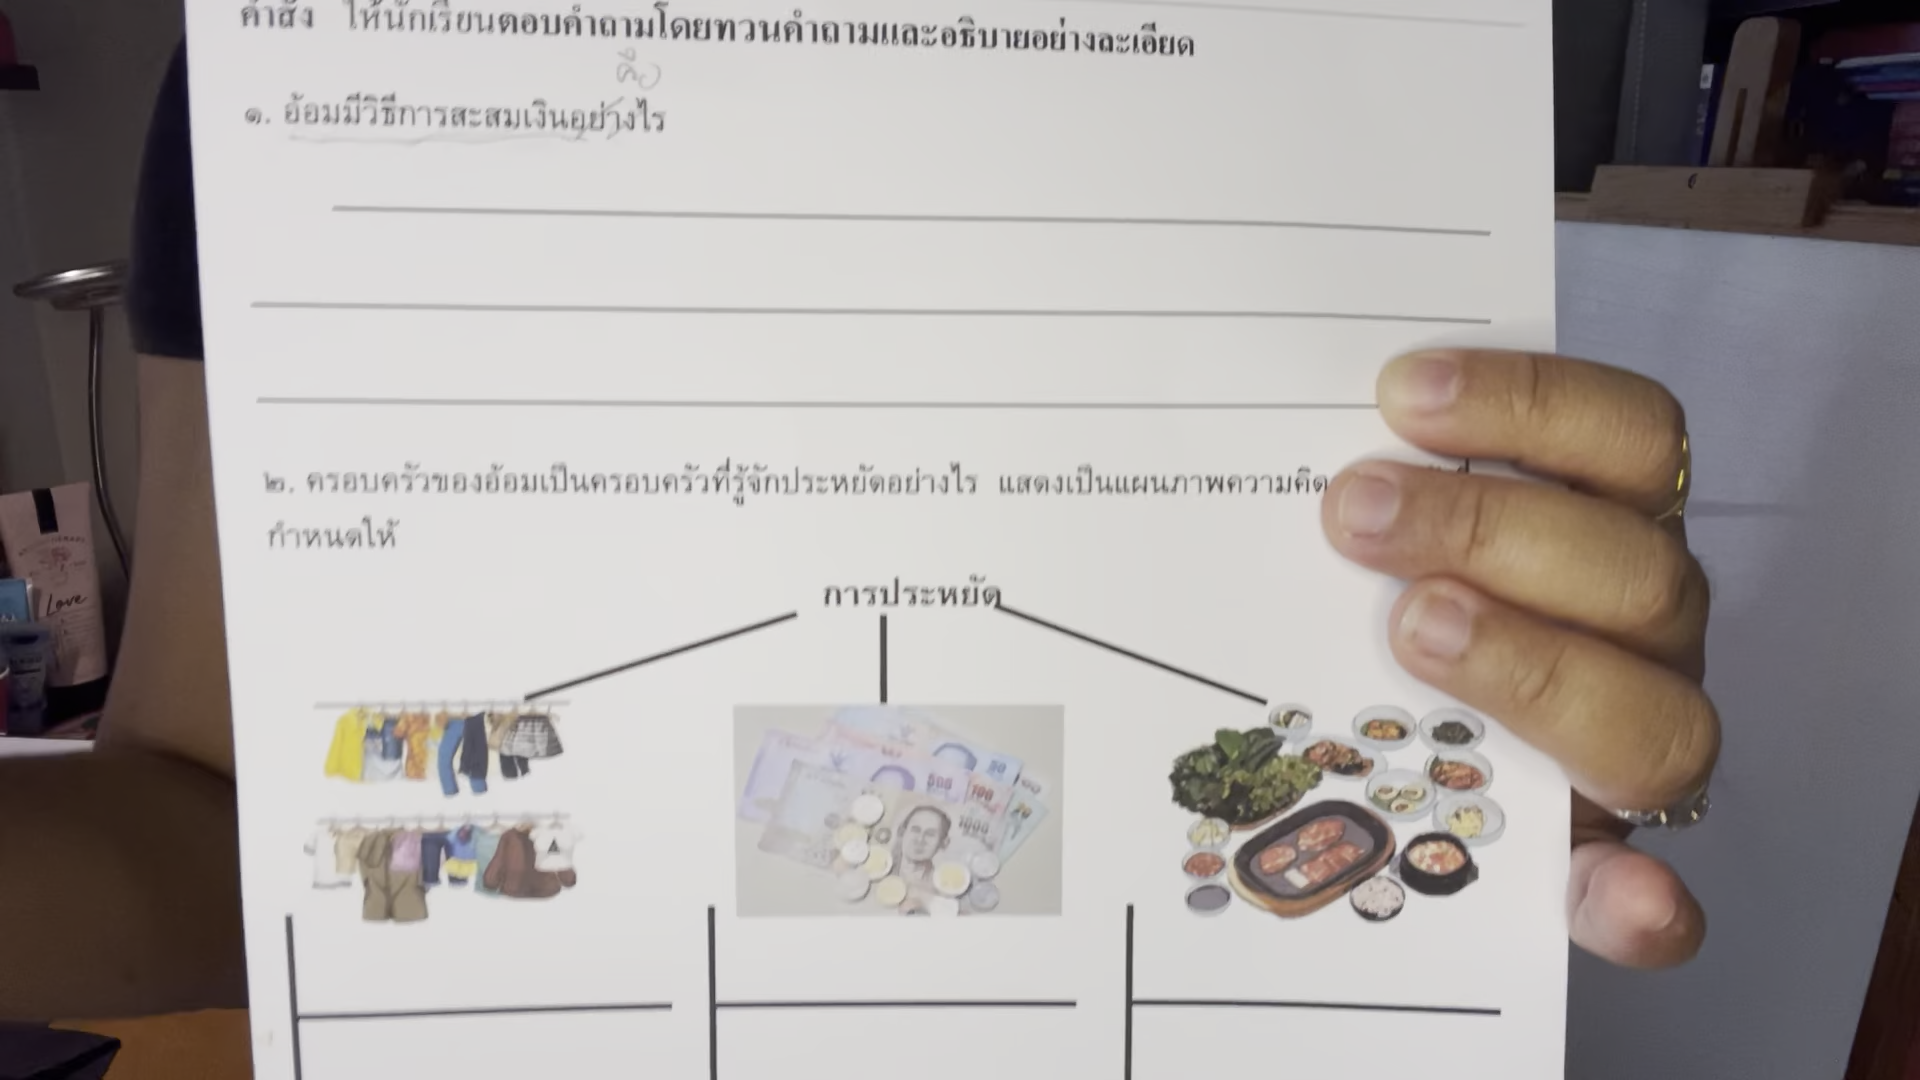 คำสั่ง ให้นักเรียนตอบคำถามโดยทวนคำถามและอธิบายอย่างละเอียด
คือ
๑. อ้อมมีวิธีการสะสมเงินอย่างไร
๒. ครอบครัวของอ้อมเป็นครอบครัวที่รู้จักประหยัดอย่างไร แสดงเป็นแผนภาพความคิด
กำหนดให้
การประหยัด
50
500
100
20
1000
Love